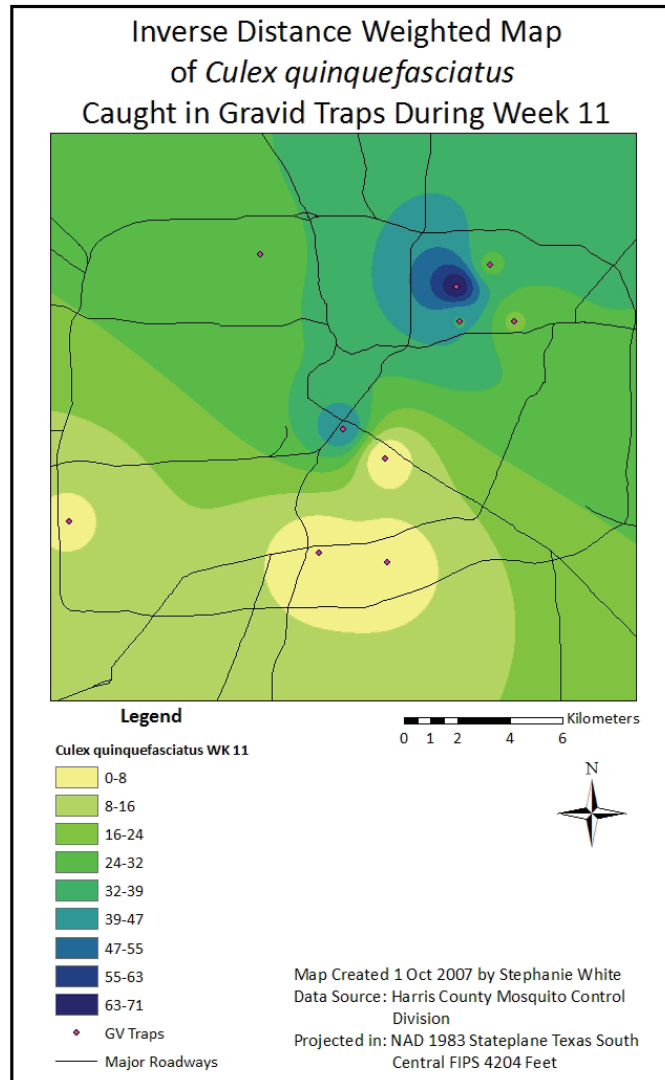 Inverse Distance Weighted Map
of Culex quinquefasciatus
Caught in Gravid Traps During Week 11
Legend
Culex quinquefasciatus WK 11
0-8
8-16
16-24
24-32
32-39
39-47
47-55
55-63
63-71
GV Traps
Major Roadways
Kilometers
0 1 2 4 6
N
Map Created 1 Oct 2007 by Stephanie White
Data Source: Harris County Mosquito Control
Division
Projected in: NAD 1983 Stateplane Texas South
Central FIPS 4204 Feet